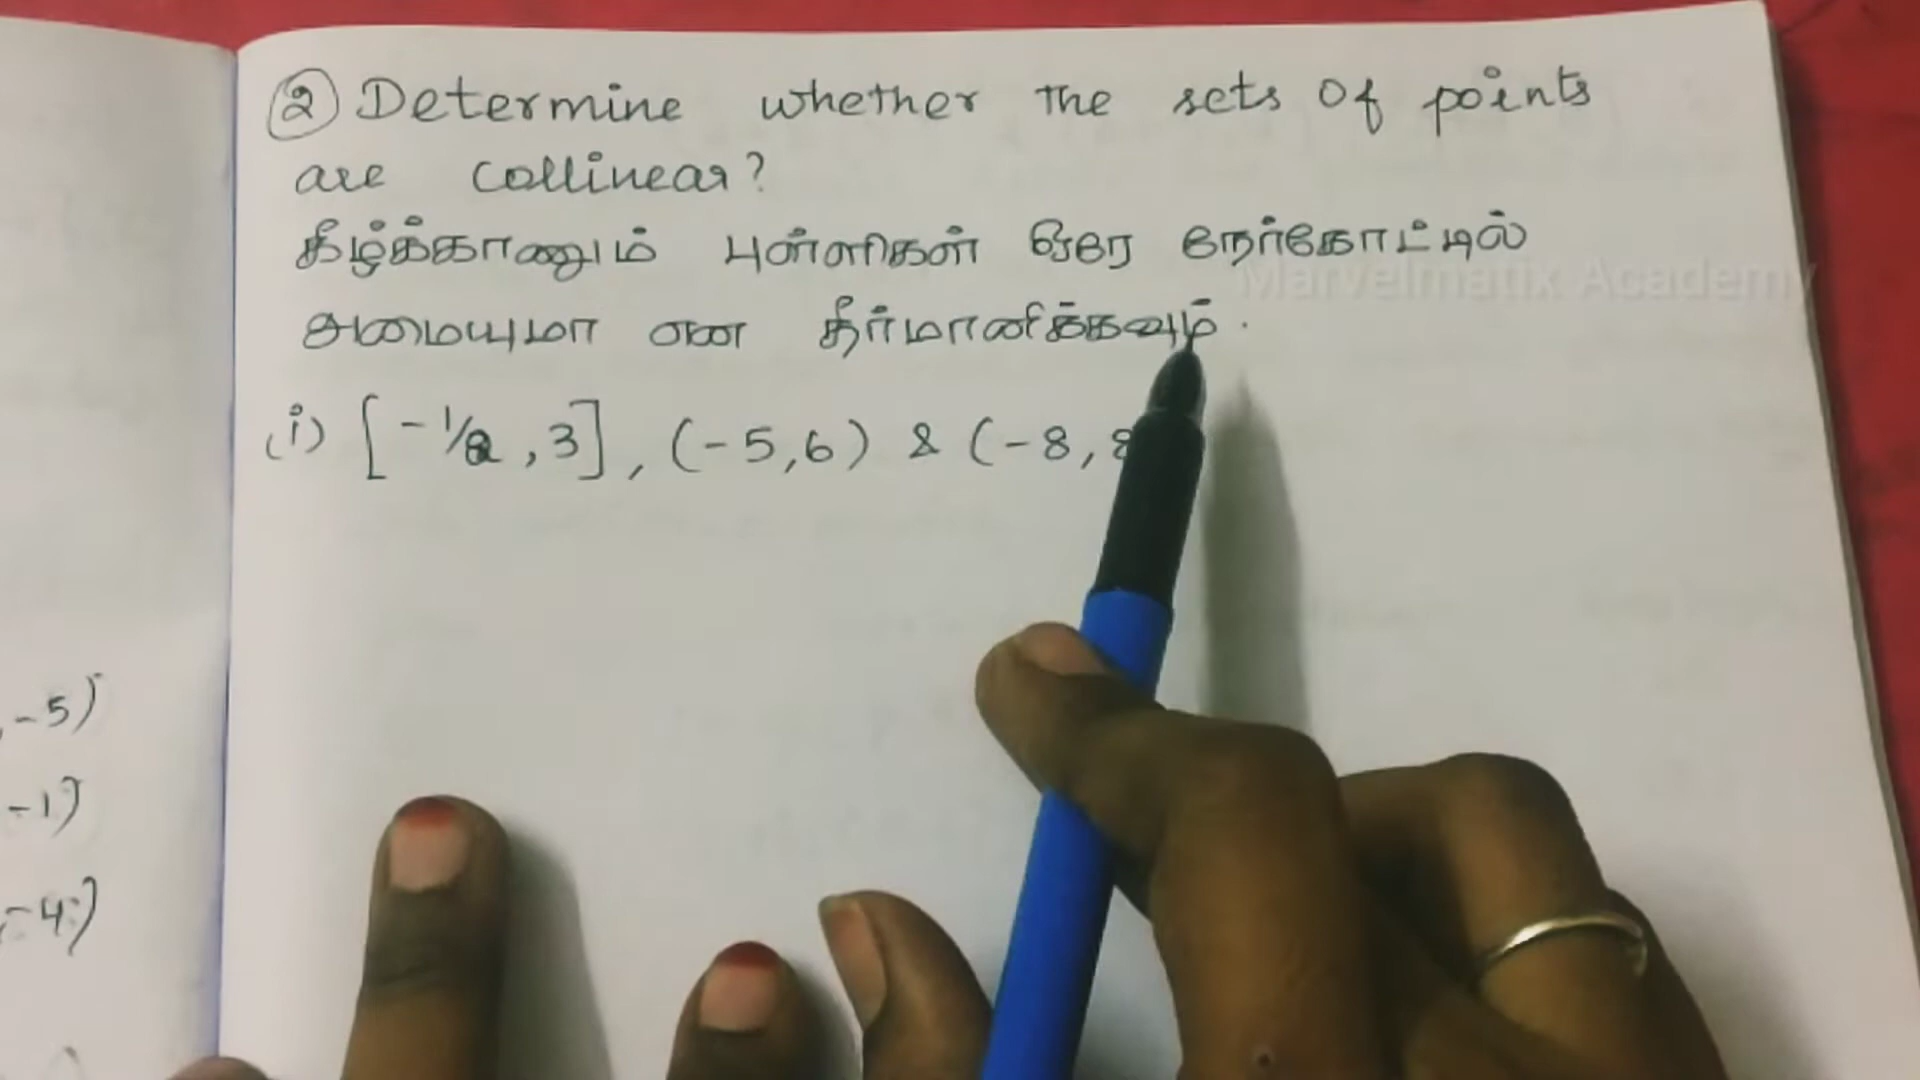 -5)
-1)
-4)
② Determine whether the sets of points
are collinear?
கீழ்க்காணும் புள்ளிகள் ஒரே நேர்கோட்டில்
Marvelmatix Academy
அமையுமா என தீர்மானிக்கவும்.
(i) [-1/2, 3], (-5,6) & (-8, 8